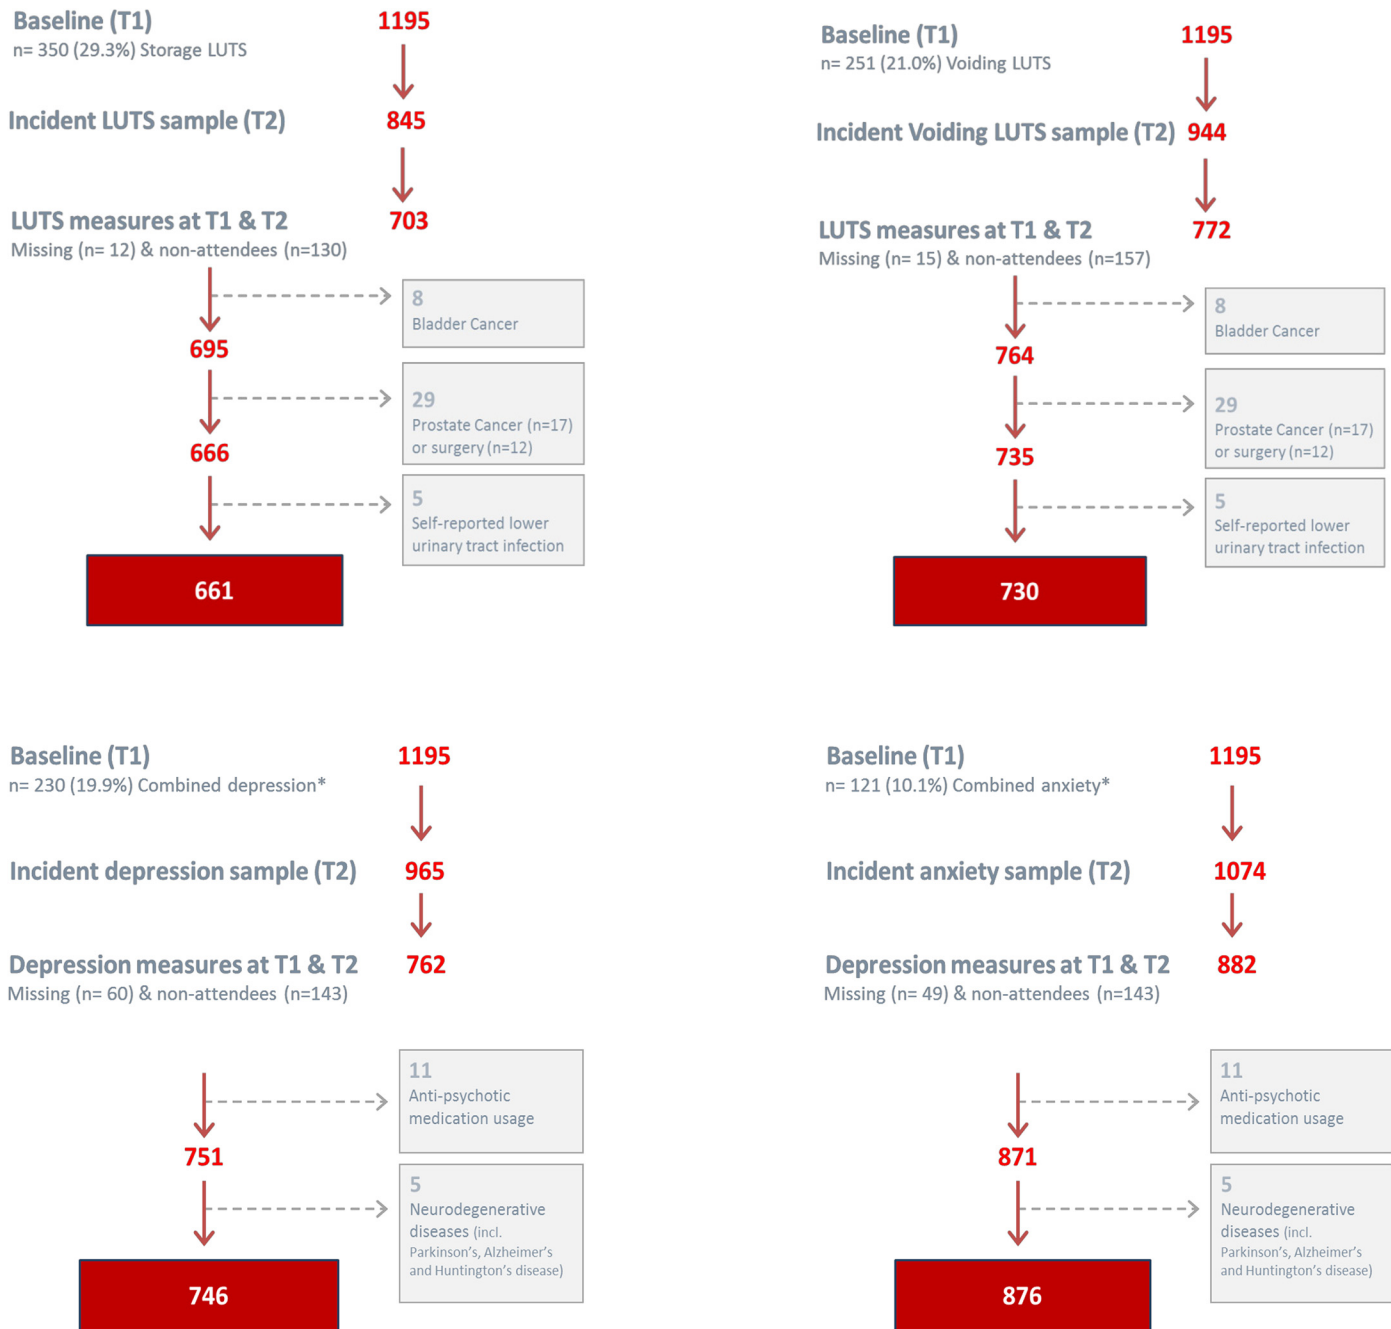 Baseline (T1) 1195
n= 350 (29.3%) Storage LUTS
Incident LUTS sample (T2) 845
LUTS measures at T1 & T2 703
Missing (n= 12) & non-attendees (n=130)
8
Bladder Cancer
695
29
Prostate Cancer (n=17)
or surgery (n=12)
666
5
Self-reported lower
urinary tract infection
661
Baseline (T1) 1195
n= 251 (21.0%) Voiding LUTS
Incident Voiding LUTS sample (T2) 944
LUTS measures at T1 & T2 772
Missing (n= 15) & non-attendees (n=157)
8
Bladder Cancer
764
29
Prostate Cancer (n=17)
or surgery (n=12)
735
5
Self-reported lower
urinary tract infection
730
Baseline (T1) 1195
n= 230 (19.9%) Combined depression*
Incident depression sample (T2) 965
Depression measures at T1 & T2 762
Missing (n= 60) & non-attendees (n=143)
11
Anti-psychotic
medication usage
751
5
Neurodegenerative
diseases (incl.
Parkinson's, Alzheimer's
and Huntington's disease)
746
Baseline (T1) 1195
n= 121 (10.1%) Combined anxiety*
Incident anxiety sample (T2) 1074
Depression measures at T1 & T2 882
Missing (n= 49) & non-attendees (n=143)
11
Anti-psychotic
medication usage
871
5
Neurodegenerative
diseases (incl.
Parkinson's, Alzheimer's
and Huntington's disease)
876